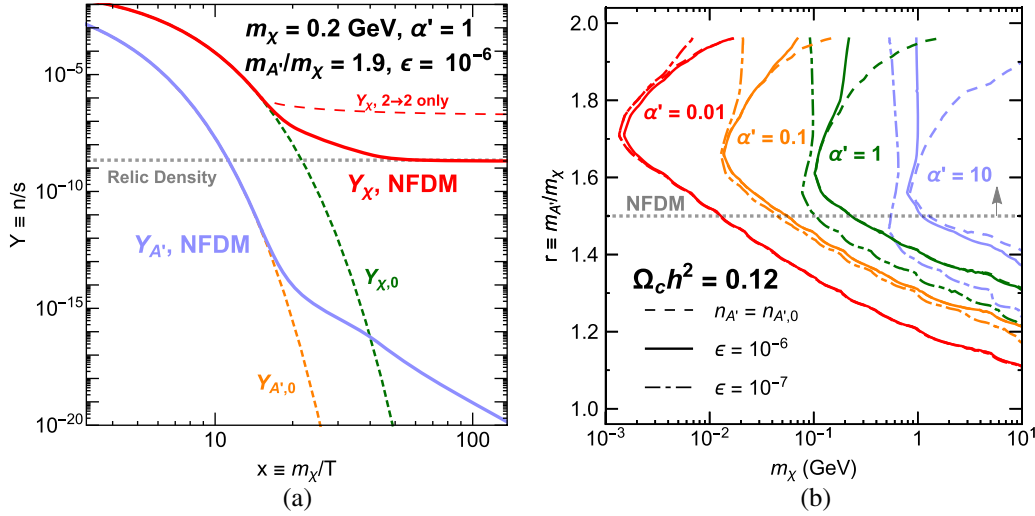 m_χ = 0.2 GeV, α' = 1
m_A'/m_χ = 1.9, ϵ = 10⁻⁶
Y_χ, 2→2 only
Relic Density
Y_χ, NFDM
Y_A', NFDM
Y_χ,0
Y_A',0
10⁻⁵
10⁻¹⁰
10⁻¹⁵
10⁻²⁰
Y ≡ n/s
10
100
x ≡ m_χ/T
(a)
2.0
1.8
1.6
1.4
1.2
1.0
r ≡ m_A'/m_χ
α' = 0.01
α' = 0.1
α' = 1
α' = 10
NFDM
Ω_c h² = 0.12
n_A' = n_A',0
ϵ = 10⁻⁶
ϵ = 10⁻⁷
10⁻³
10⁻²
10⁻¹
1
10
m_χ (GeV)
(b)